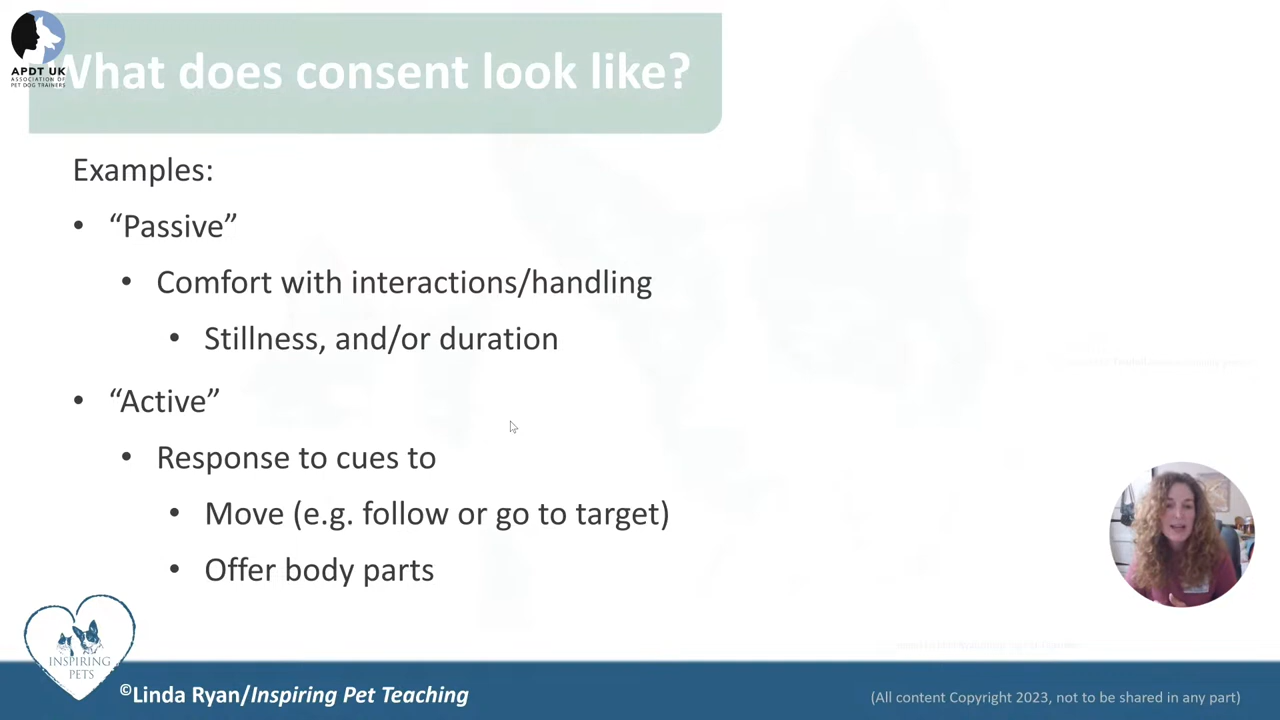 APDT UK
ASSOCIATION OF
PET DOG TRAINERS
What does consent look like?
Examples:
• “Passive”
• Comfort with interactions/handling
• Stillness, and/or duration
• “Active”
• Response to cues to
• Move (e.g. follow or go to target)
• Offer body parts
INSPIRING
PETS
©Linda Ryan/Inspiring Pet Teaching
(All content Copyright 2023, not to be shared in any part)